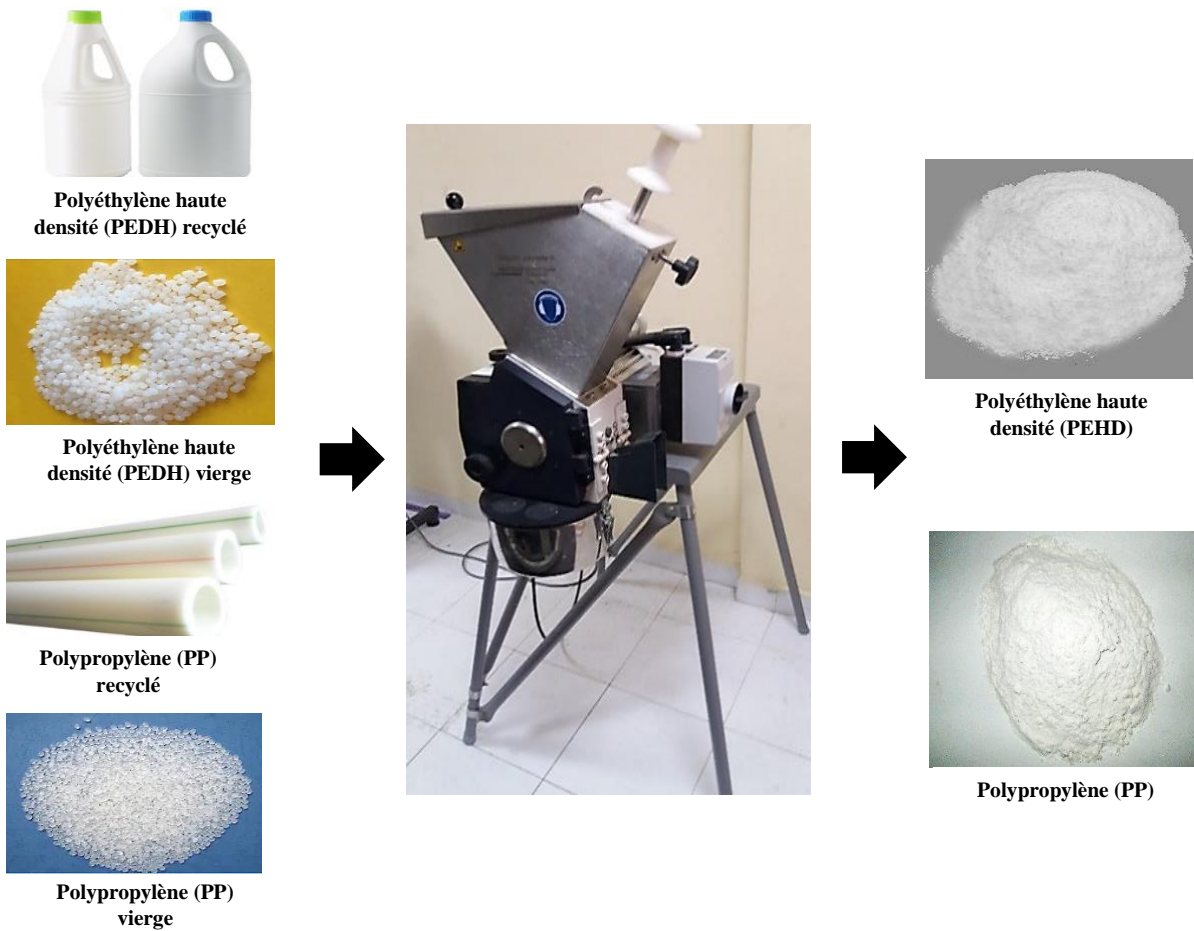 Polyéthylène haute
densité (PEDH) recyclé
Polyéthylène haute
densité (PEDH) vierge
Polypropylène (PP)
recyclé
Polypropylène (PP)
vierge
Polyéthylène haute
densité (PEHD)
Polypropylène (PP)